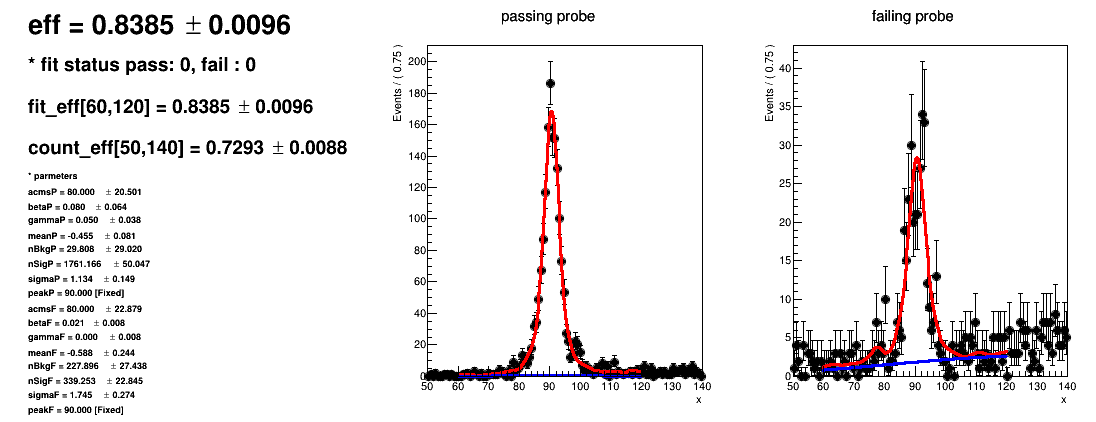 eff = 0.8385 ± 0.0096
* fit status pass: 0, fail : 0
fit_eff[60,120] = 0.8385 ± 0.0096
count_eff[50,140] = 0.7293 ± 0.0088
* parmeters
acmsP = 80.000 ± 20.501
betaP = 0.080 ± 0.064
gammaP = 0.050 ± 0.038
meanP = -0.455 ± 0.081
nBkgP = 29.808 ± 29.020
nSigP = 1761.166 ± 50.047
sigmaP = 1.134 ± 0.149
peakP = 90.000 [Fixed]
acmsF = 80.000 ± 22.879
betaF = 0.021 ± 0.008
gammaF = 0.000 ± 0.008
meanF = -0.588 ± 0.244
nBkgF = 227.896 ± 27.438
nSigF = 339.253 ± 22.845
sigmaF = 1.745 ± 0.274
peakF = 90.000 [Fixed]
passing probe
Events / ( 0.75 )
200
180
160
140
120
100
80
60
40
20
0
50 60 70 80 90 100 110 120 130 140
x
failing probe
Events / ( 0.75 )
40
35
30
25
20
15
10
5
0
50 60 70 80 90 100 110 120 130 140
x